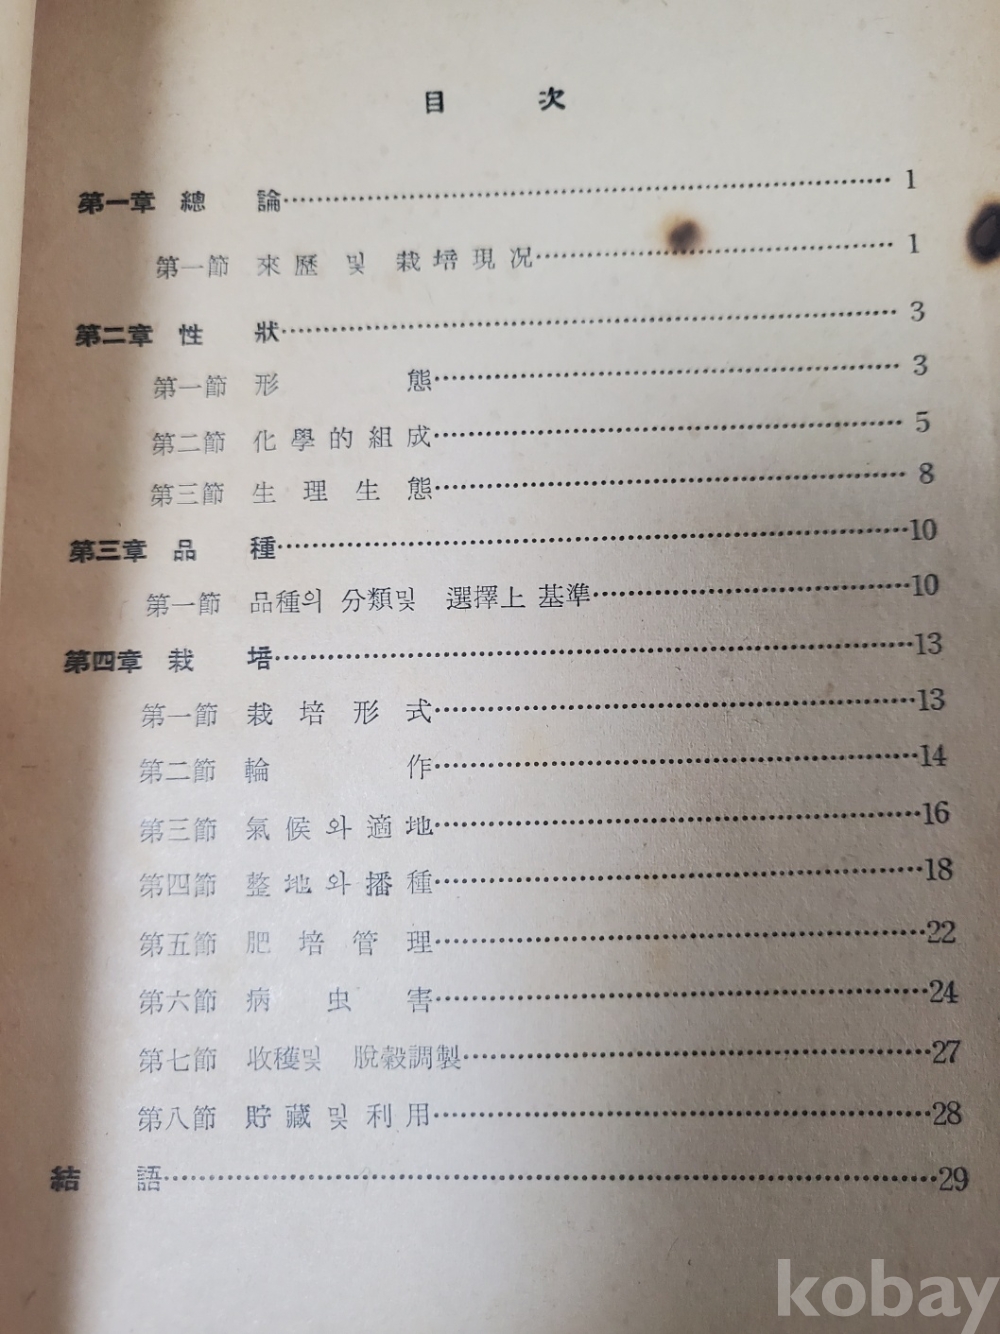 目 次
第一章 總 論 1
第一節 來歷 및 栽培現况 1
第二章 性 狀 3
第一節 形 態 3
第二節 化學的組成 5
第三節 生理生態 8
第三章 品 種 10
第一節 品種의 分類및 選擇上 基準 10
第四章 栽 培 13
第一節 栽培形式 13
第二節 輪 作 14
第三節 氣候와 適地 16
第四節 整地와 播種 18
第五節 肥培管理 22
第六節 病虫害 24
第七節 收穫및 脫穀調製 27
第八節 貯藏 및 利用 28
結 語 29
kobay